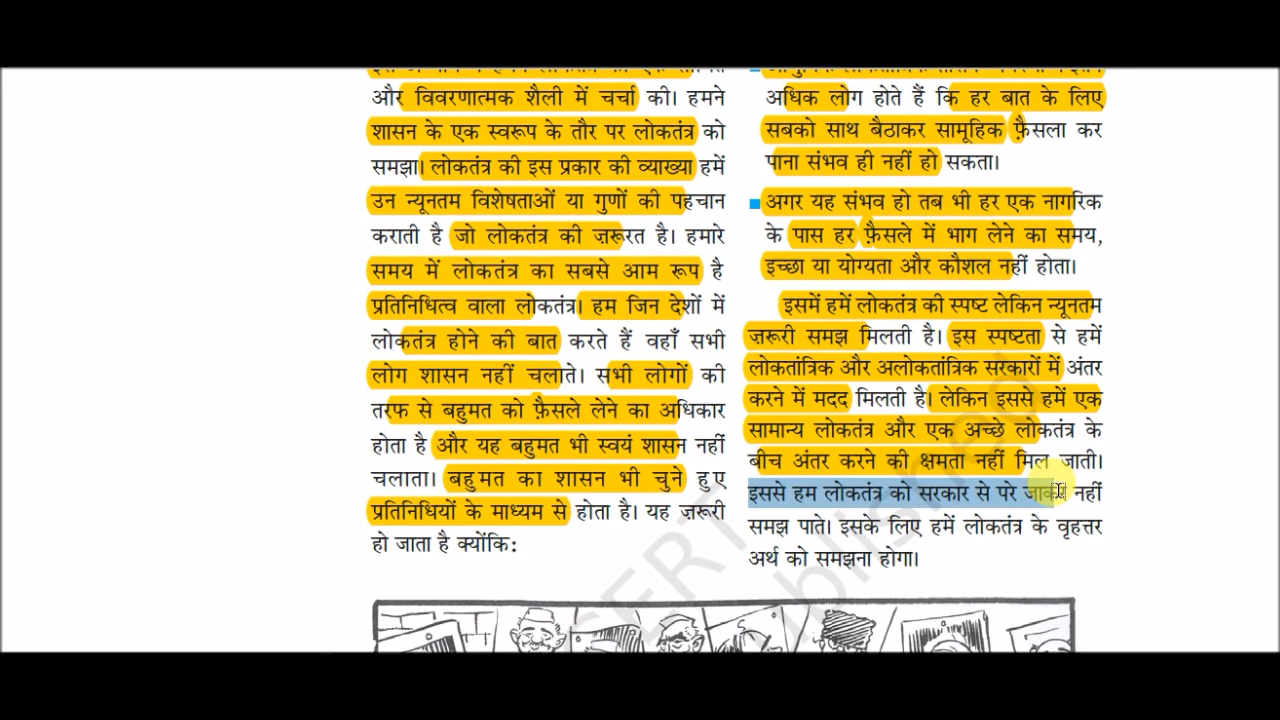 और विवरणात्मक शैली में चर्चा की। हमने
शासन के एक स्वरूप के तौर पर लोकतंत्र को
समझा। लोकतंत्र की इस प्रकार की व्याख्या हमें
उन न्यूनतम विशेषताओं या गुणों की पहचान
कराती है जो लोकतंत्र की ज़रूरत है। हमारे
समय में लोकतंत्र का सबसे आम रूप है
प्रतिनिधित्व वाला लोकतंत्र। हम जिन देशों में
लोकतंत्र होने की बात करते हैं वहाँ सभी
लोग शासन नहीं चलाते। सभी लोगों की
तरफ से बहुमत को फ़ैसले लेने का अधिकार
होता है और यह बहुमत भी स्वयं शासन नहीं
चलाता। बहुमत का शासन भी चुने हुए
प्रतिनिधियों के माध्यम से होता है। यह ज़रूरी
हो जाता है क्योंकि:
अधिक लोग होते हैं कि हर बात के लिए
सबको साथ बैठाकर सामूहिक फ़ैसला कर
पाना संभव ही नहीं हो सकता।
अगर यह संभव हो तब भी हर एक नागरिक
के पास हर फ़ैसले में भाग लेने का समय,
इच्छा या योग्यता और कौशल नहीं होता।
इसमें हमें लोकतंत्र की स्पष्ट लेकिन न्यूनतम
ज़रूरी समझ मिलती है। इस स्पष्टता से हमें
लोकतांत्रिक और अलोकतांत्रिक सरकारों में अंतर
करने में मदद मिलती है। लेकिन इससे हमें एक
सामान्य लोकतंत्र और एक अच्छे लोकतंत्र के
बीच अंतर करने की क्षमता नहीं मिल जाती।
इससे हम लोकतंत्र को सरकार से परे जाकर नहीं
समझ पाते। इसके लिए हमें लोकतंत्र के वृहत्तर
अर्थ को समझना होगा।